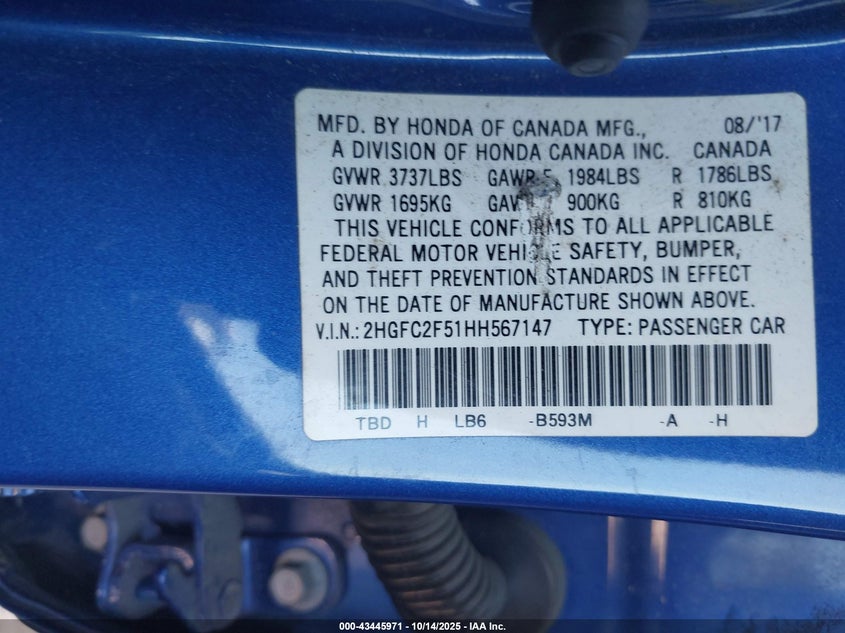 MFD. BY HONDA OF CANADA MFG., 08/'17
A DIVISION OF HONDA CANADA INC. CANADA
GVWR 3737LBS GAWR 1984LBS R 1786LBS
GVWR 1695KG 900KG R 810KG
THIS VEHICLE CONFORMS TO ALL APPLICABLE
FEDERAL MOTOR VEHICLE SAFETY, BUMPER,
AND THEFT PREVENTION STANDARDS IN EFFECT
ON THE DATE OF MANUFACTURE SHOWN ABOVE.
V.I.N.: 2HGFC2F51HH567147 TYPE: PASSENGER CAR
TBD H LB6 -B593M -A -H
000-43445971 | 10/14/2025 | IAA Inc.